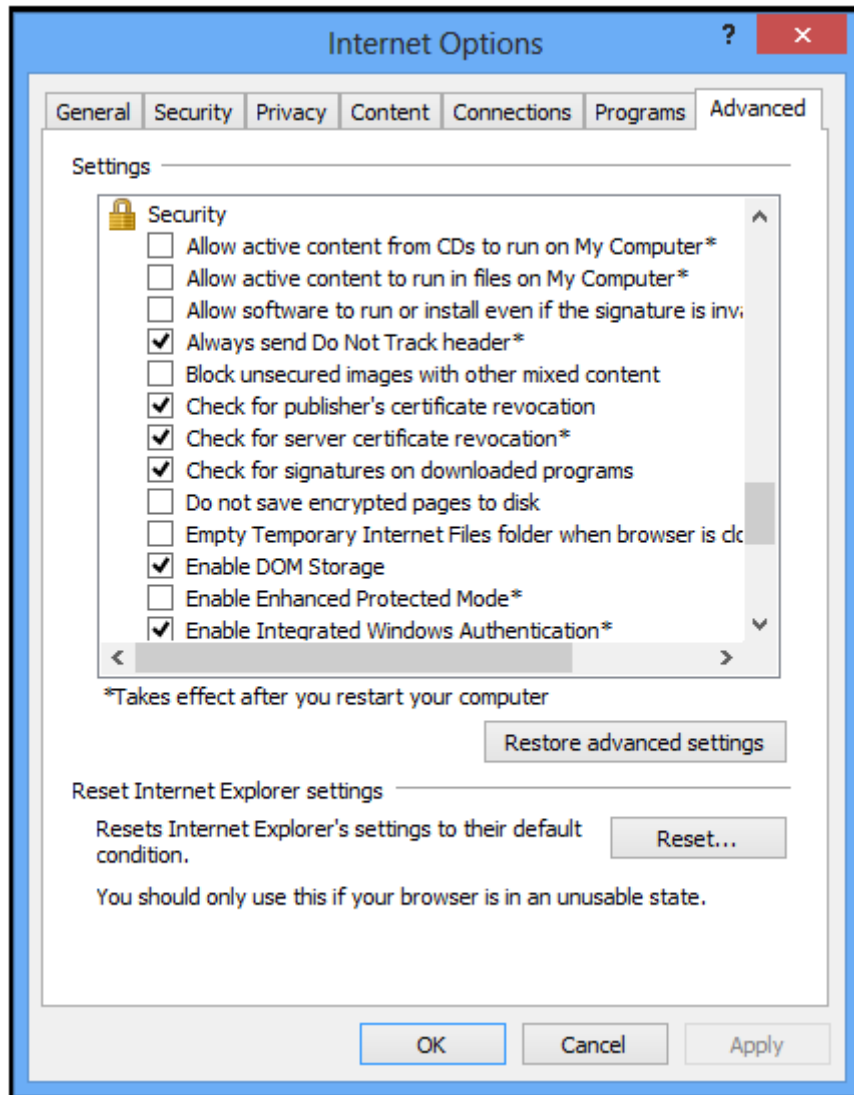 Internet Options
?
General Security Privacy Content Connections Programs Advanced
Settings
Security
Allow active content from CDs to run on My Computer*
Allow active content to run in files on My Computer*
Allow software to run or install even if the signature is
Always send Do Not Track header*
Block unsecured images with other mixed content
Check for publisher's certificate revocation
Check for server certificate revocation*
Check for signatures on downloaded programs
Do not save encrypted pages to disk
Empty Temporary Internet Files folder when browser is
Enable DOM Storage
Enable Enhanced Protected Mode*
Enable Integrated Windows Authentication*
*Takes effect after you restart your computer
Restore advanced settings
Reset Internet Explorer settings
Resets Internet Explorer's settings to their default
condition.
Reset...
You should only use this if your browser is in an unusable state.
OK Cancel Apply